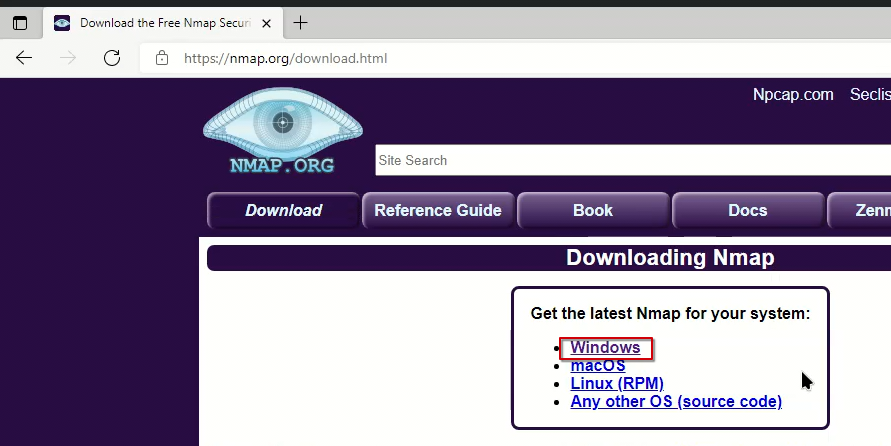 Download the Free Nmap Securi
https://nmap.org/download.html
Npcap.com Seclis
NMAP.ORG
Site Search
Download Reference Guide Book Docs Zenm
Downloading Nmap
Get the latest Nmap for your system:
Windows
macOS
Linux (RPM)
Any other OS (source code)